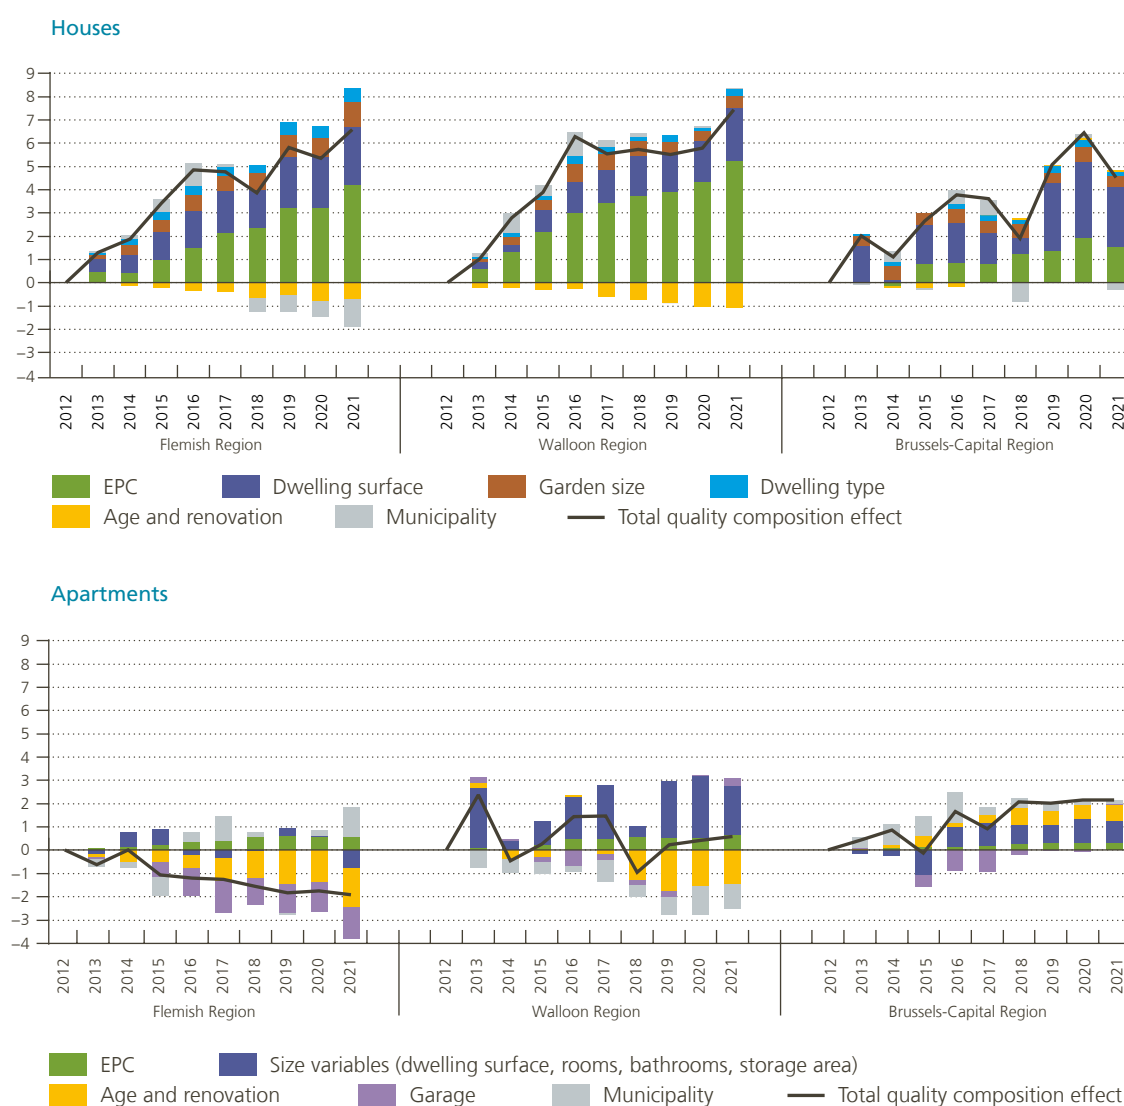 Houses
9
8
7
6
5
4
3
2
1
0
–1
–2
–3
–4
2012 2013 2014 2015 2016 2017 2018 2019 2020 2021 2012 2013 2014 2015 2016 2017 2018 2019 2020 2021 2012 2013 2014 2015 2016 2017 2018 2019 2020 2021
Flemish Region Walloon Region Brussels-Capital Region
EPC Dwelling surface Garden size Dwelling type
Age and renovation Municipality Total quality composition effect
Apartments
9
8
7
6
5
4
3
2
1
0
–1
–2
–3
–4
2012 2013 2014 2015 2016 2017 2018 2019 2020 2021 2012 2013 2014 2015 2016 2017 2018 2019 2020 2021 2012 2013 2014 2015 2016 2017 2018 2019 2020 2021
Flemish Region Walloon Region Brussels-Capital Region
EPC Size variables (dwelling surface, rooms, bathrooms, storage area)
Age and renovation Garage Municipality Total quality composition effect